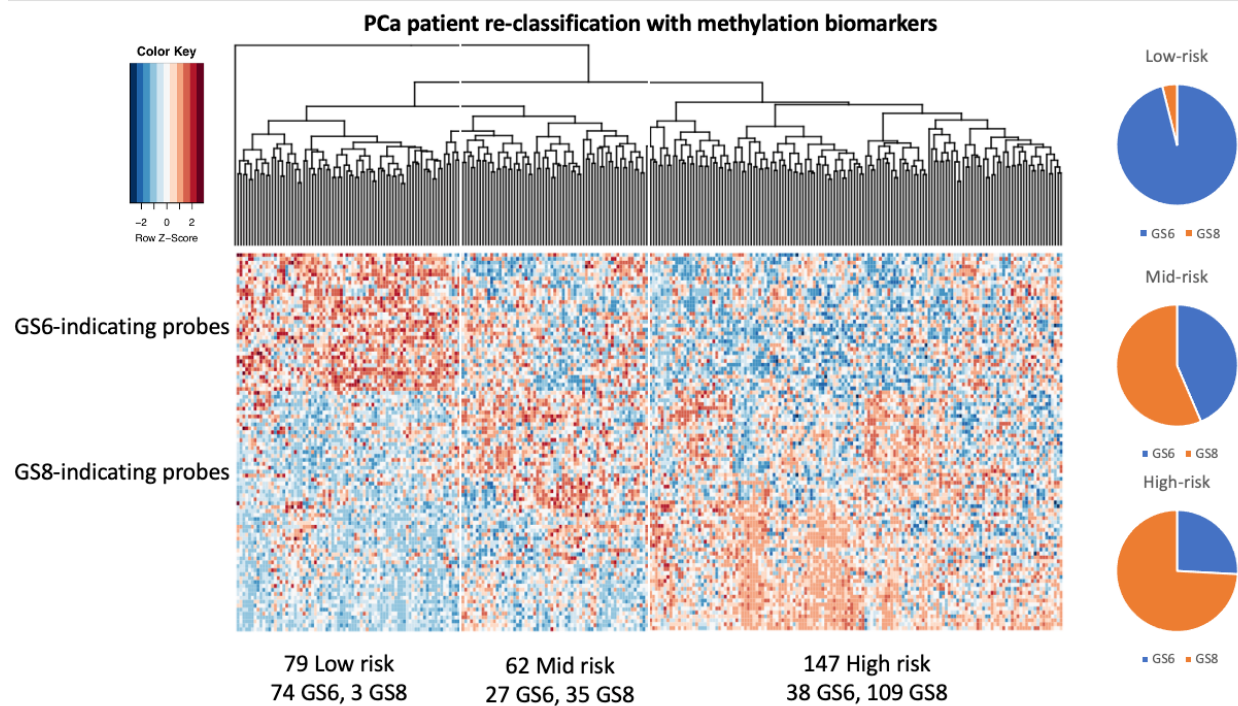 PCa patient re-classification with methylation biomarkers
Color Key
-2 0 2
Row Z-Score
GS6-indicating probes
GS8-indicating probes
79 Low risk
74 GS6, 3 GS8
62 Mid risk
27 GS6, 35 GS8
147 High risk
38 GS6, 109 GS8
Low-risk
GS6 GS8
Mid-risk
GS6 GS8
High-risk
GS6 GS8